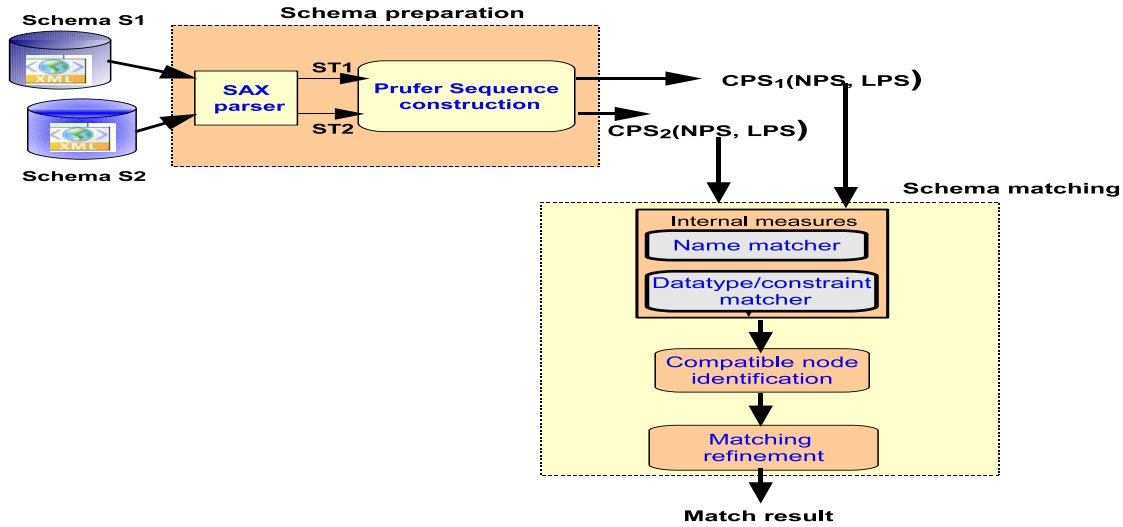 Schema S1
XML
XML
Schema S2
Schema preparation
SAX
parser
ST1
ST2
Prufer Sequence
construction
CPS₁(NPS, LPS)
CPS₂(NPS, LPS)
Schema matching
Internal measures
Name matcher
Datatype/constraint
matcher
Compatible node
identification
Matching
refinement
Match result